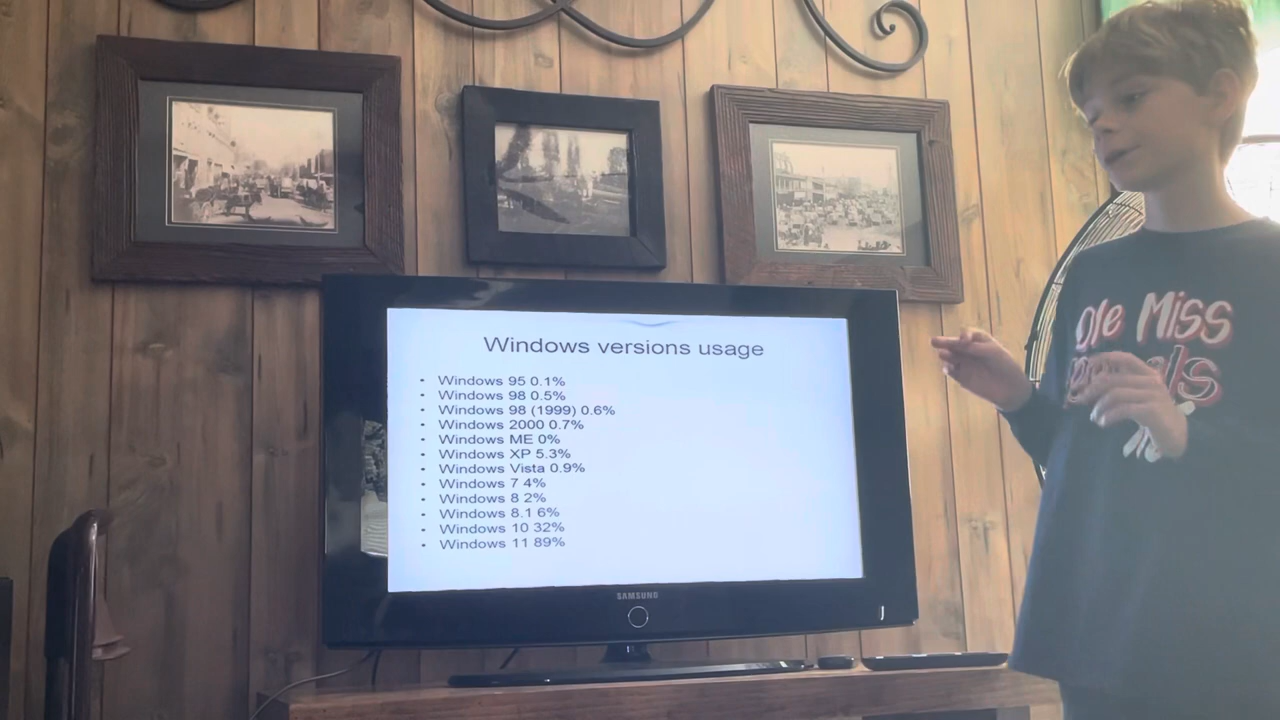 Windows versions usage
Windows 95 0.1%
Windows 98 0.5%
Windows 98 (1999) 0.6%
Windows 2000 0.7%
Windows ME 0%
Windows XP 5.3%
Windows Vista 0.9%
Windows 7 4%
Windows 8 2%
Windows 8.1 6%
Windows 10 32%
Windows 11 89%
SAMSUNG
Ole Miss